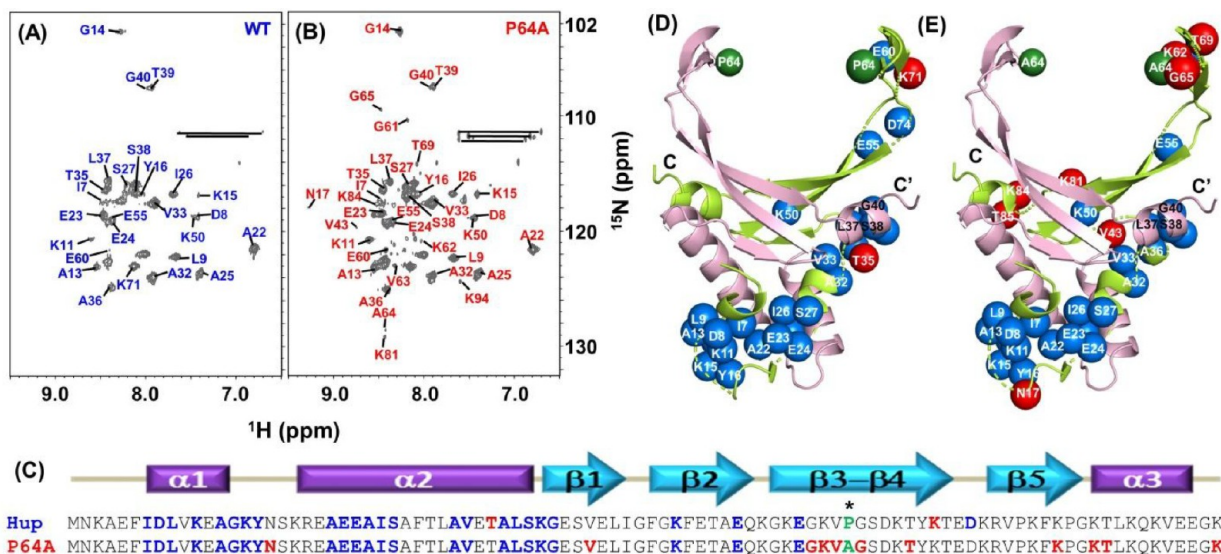 (A)
WT
G14
G40
T39
L37
S38
S27
T35
Y16
I7
I26
K15
E23
E55
V33
D8
E24
K50
K11
E60
L9
A22
A13
K71
A32
A25
A36
9.0
8.0
7.0
(B)
P64A
G14
G40
T39
G65
G61
T69
L37
S27
T35
Y16
I26
N17
I7
K84
K15
E23
E55
V33
D8
S38
V43
E24
K50
K11
K62
A22
E60
L9
A13
V63
A32
A25
K94
A36
A64
K81
9.0
8.0
7.0
102
110
120
130
15N (ppm)
1H (ppm)
(D)
P64
E60
P64
K71
D74
E55
C
C'
K50
G40
L37
S38
V33
T35
A32
L9
I7
I26
S27
A13
D8
E23
K11
A22
E24
K15
Y16
(E)
A64
T69
K62
A64
G65
E56
C
K84
K81
T85
C'
K50
G40
L37
S38
V43
A36
V33
A32
L9
I7
I26
S27
A13
D8
E23
K11
A22
E24
K15
Y16
N17
(C)
α1
α2
β1
β2
β3–β4
β5
α3
*
Hup MNKAEFIDLVKEAGKYNSKREAEEAISAFTLAVETALSKGESVELIGFGKFETAEQKGKEGKVPGSDKTYKTEDKRVPKFKPGKTLKQKVEEGK
P64A MNKAEFIDLVKEAGKYNSKREAEEAISAFTLAVETALSKGESVELIGFGKFETAEQKGKEGKVAGSDKTYKTEDKRVPKFKPGKTLKQKVEEGK